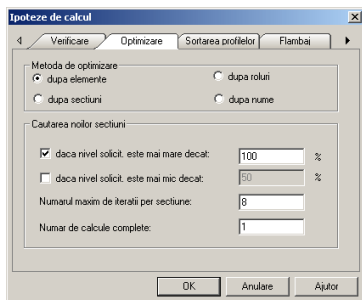 Ipoteze de calcul
Verificare Optimizare Sortarea profilelor Flambaj
Metoda de optimizare
dupa elemente
dupa roluri
dupa sectiuni
dupa nume
Cautarea noilor sectiuni
daca nivel solicit. este mai mare decat: 100 %
daca nivel solicit. este mai mic decat: 50 %
Numarul maxim de iteratii per sectiune: 8
Numar de calcule complete: 1
OK Anulare Ajutor